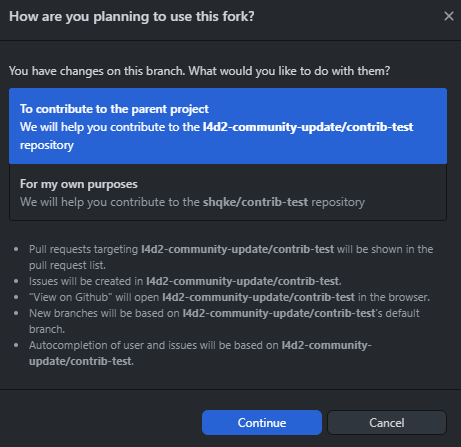 How are you planning to use this fork?
You have changes on this branch. What would you like to do with them?
To contribute to the parent project
We will help you contribute to the l4d2-community-update/contrib-test
repository
For my own purposes
We will help you contribute to the shqke/contrib-test repository
• Pull requests targeting l4d2-community-update/contrib-test will be shown in the
pull request list.
• Issues will be created in l4d2-community-update/contrib-test.
• "View on Github" will open l4d2-community-update/contrib-test in the browser.
• New branches will be based on l4d2-community-update/contrib-test's default
branch.
• Autocompletion of user and issues will be based on l4d2-community-
update/contrib-test.
Continue
Cancel